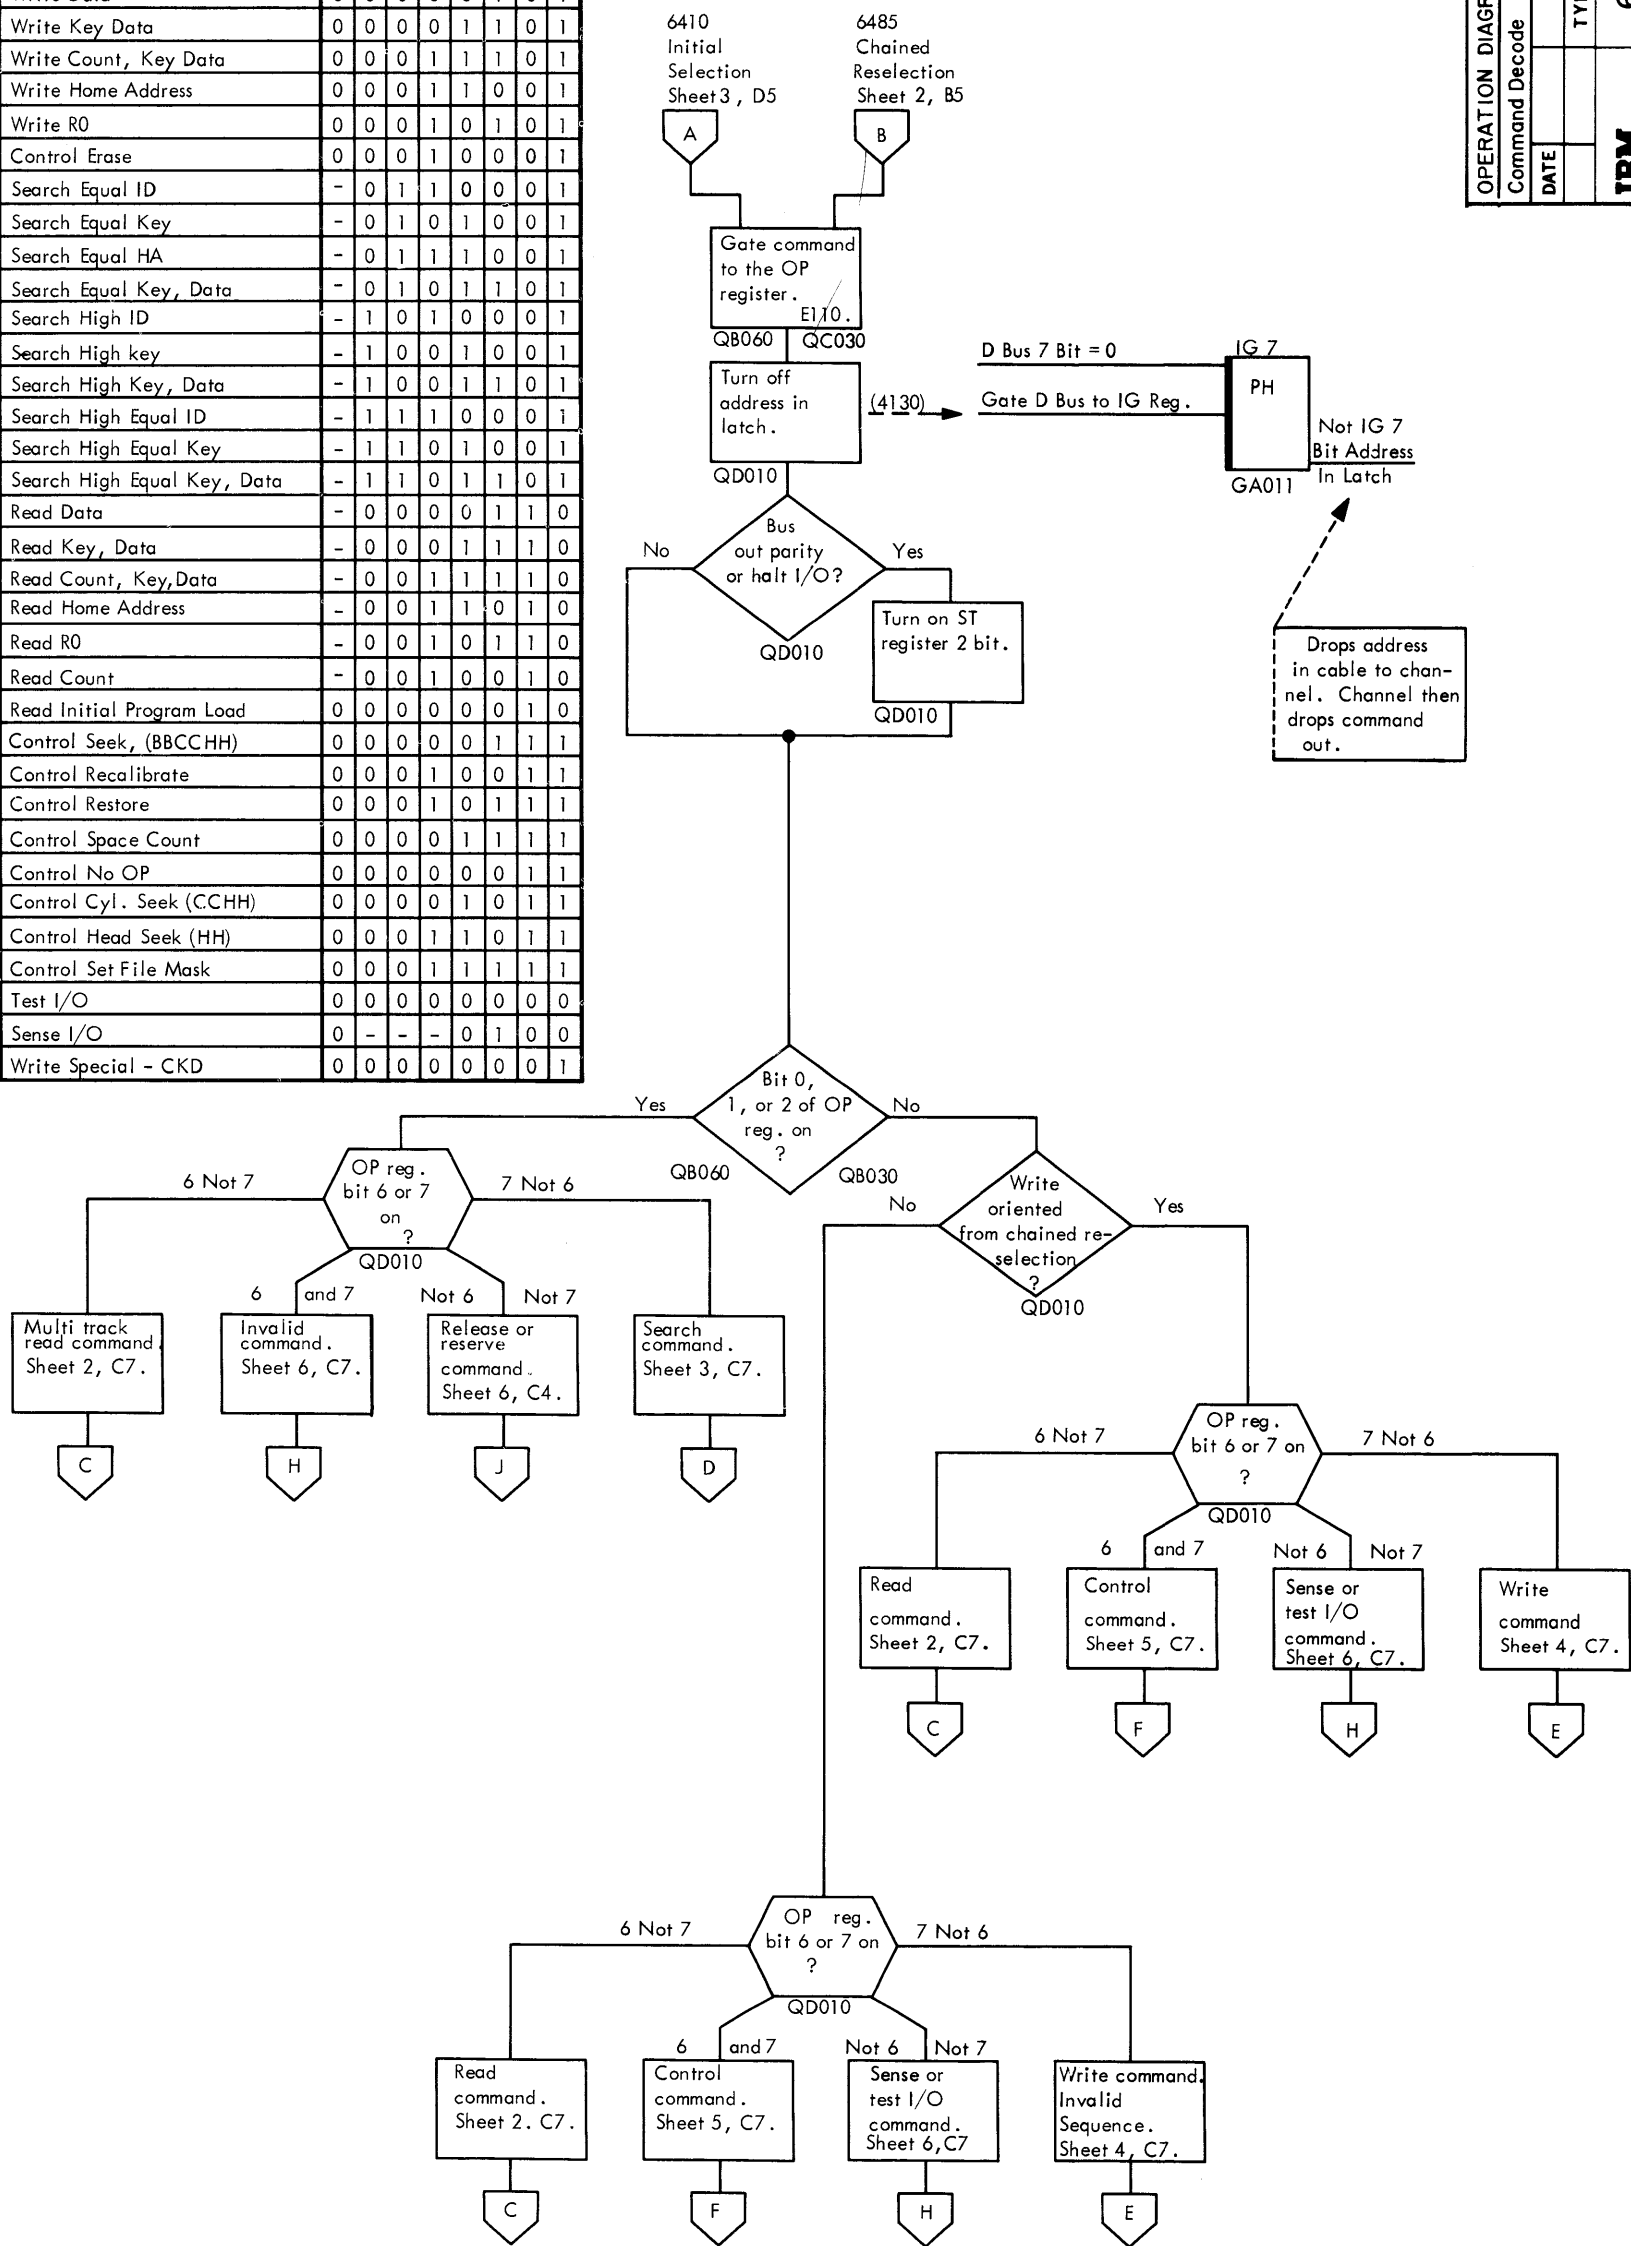 Write Key Data 0 0 0 0 1 1 0 1
Write Count, Key Data 0 0 0 1 1 1 0 1
Write Home Address 0 0 0 1 1 0 0 1
Write R0 0 0 0 1 0 1 0 1
Control Erase 0 0 0 1 0 0 0 1
Search Equal ID - 0 1 1 0 0 0 1
Search Equal Key - 0 1 0 1 0 0 1
Search Equal HA - 0 1 1 1 0 0 1
Search Equal Key, Data - 0 1 0 1 1 0 1
Search High ID - 1 0 1 0 0 0 1
Search High key - 1 0 0 1 0 0 1
Search High Key, Data - 1 0 0 1 1 0 1
Search High Equal ID - 1 1 1 0 0 0 1
Search High Equal Key - 1 1 0 1 0 0 1
Search High Equal Key, Data - 1 1 0 1 1 0 1
Read Data - 0 0 0 0 1 1 0
Read Key, Data - 0 0 0 1 1 1 0
Read Count, Key,Data - 0 0 1 1 1 1 0
Read Home Address - 0 0 1 1 0 1 0
Read R0 - 0 0 1 0 1 1 0
Read Count - 0 0 1 0 0 1 0
Read Initial Program Load 0 0 0 0 0 0 1 0
Control Seek, (BBCCHH) 0 0 0 0 0 1 1 1
Control Recalibrate 0 0 0 1 0 0 1 1
Control Restore 0 0 0 1 0 1 1 1
Control Space Count 0 0 0 0 1 1 1 1
Control No OP 0 0 0 0 0 0 1 1
Control Cyl. Seek (CCHH) 0 0 0 0 1 0 1 1
Control Head Seek (HH) 0 0 0 1 1 0 1 1
Control Set File Mask 0 0 0 1 1 1 1 1
Test I/O 0 0 0 0 0 0 0 0
Sense I/O 0 - - - 0 1 0 0
Write Special - CKD 0 0 0 0 0 0 0 1
6410
Initial
Selection
Sheet3, D5
A
6485
Chained
Reselection
Sheet 2, B5
B
OPERATION DIAGR
Command Decode
DATE
TYP
IBM
Gate command
to the OP
register.
E110.
QB060 QC030
Turn off
address in
latch.
QD010
(4130)
D Bus 7 Bit = 0
Gate D Bus to IG Reg.
IG 7
PH
GA011
Not IG 7
Bit Address
In Latch
Drops address
in cable to chan-
nel. Channel then
drops command
out.
Bus
out parity
or halt I/O?
QD010
No
Yes
Turn on ST
register 2 bit.
QD010
Bit 0,
1, or 2 of OP
reg. on
?
Yes
No
QB060
QB030
OP reg.
bit 6 or 7
on
?
QD010
6 Not 7
7 Not 6
6 and 7
Not 6 Not 7
Multi track
read command.
Sheet 2, C7.
C
Invalid
command.
Sheet 6, C7.
H
Release or
reserve
command.
Sheet 6, C4.
J
Search
command.
Sheet 3, C7.
D
Write
oriented
from chained re-
selection
?
QD010
No
Yes
OP reg.
bit 6 or 7 on
?
QD010
6 Not 7
7 Not 6
6 and 7
Not 6 Not 7
Read
command.
Sheet 2, C7.
C
Control
command.
Sheet 5, C7.
F
Sense or
test I/O
command.
Sheet 6, C7.
H
Write
command
Sheet 4, C7.
E
OP reg.
bit 6 or 7 on
?
QD010
6 Not 7
7 Not 6
6 and 7
Not 6 Not 7
Read
command.
Sheet 2. C7.
C
Control
command.
Sheet 5, C7.
F
Sense or
test I/O
command.
Sheet 6,C7
H
Write command.
Invalid
Sequence.
Sheet 4, C7.
E